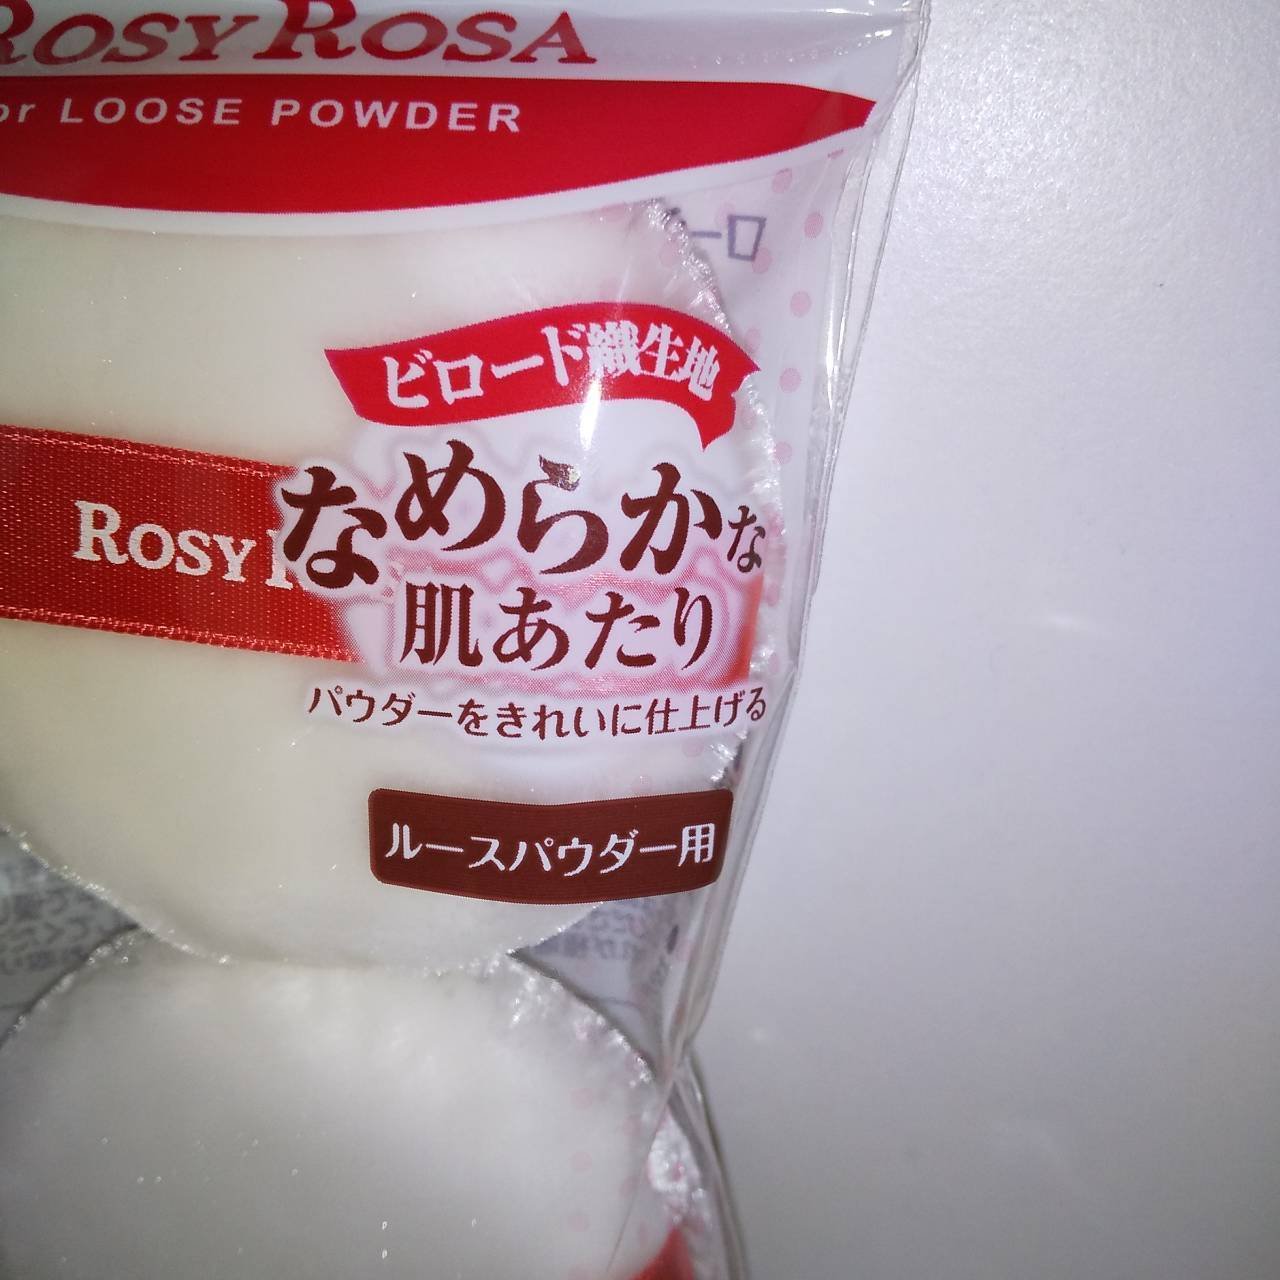 ROSY ROSA
or LOOSE POWDER
ビロード織生地
ROSY
なめらかな
肌あたり
パウダーをきれいに仕上げる
ルースパウダー用